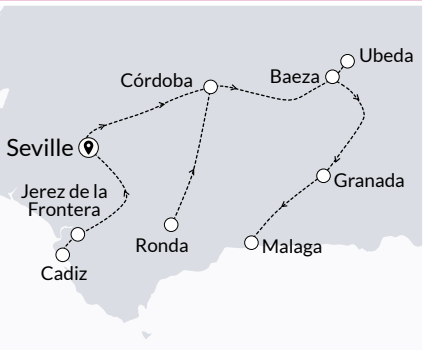 Ubeda
Baeza
Córdoba
Seville
Granada
Jerez de la
Frontera
Ronda
Malaga
Cadiz